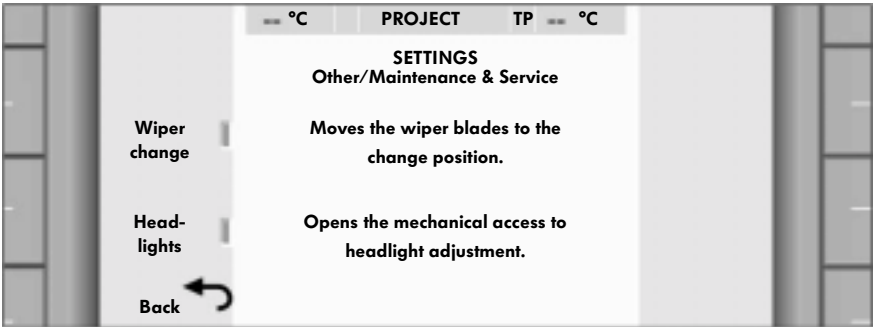 -- °C PROJECT TP -- °C
SETTINGS
Other/Maintenance & Service
Wiper
change
Moves the wiper blades to the
change position.
Head-
lights
Opens the mechanical access to
headlight adjustment.
Back